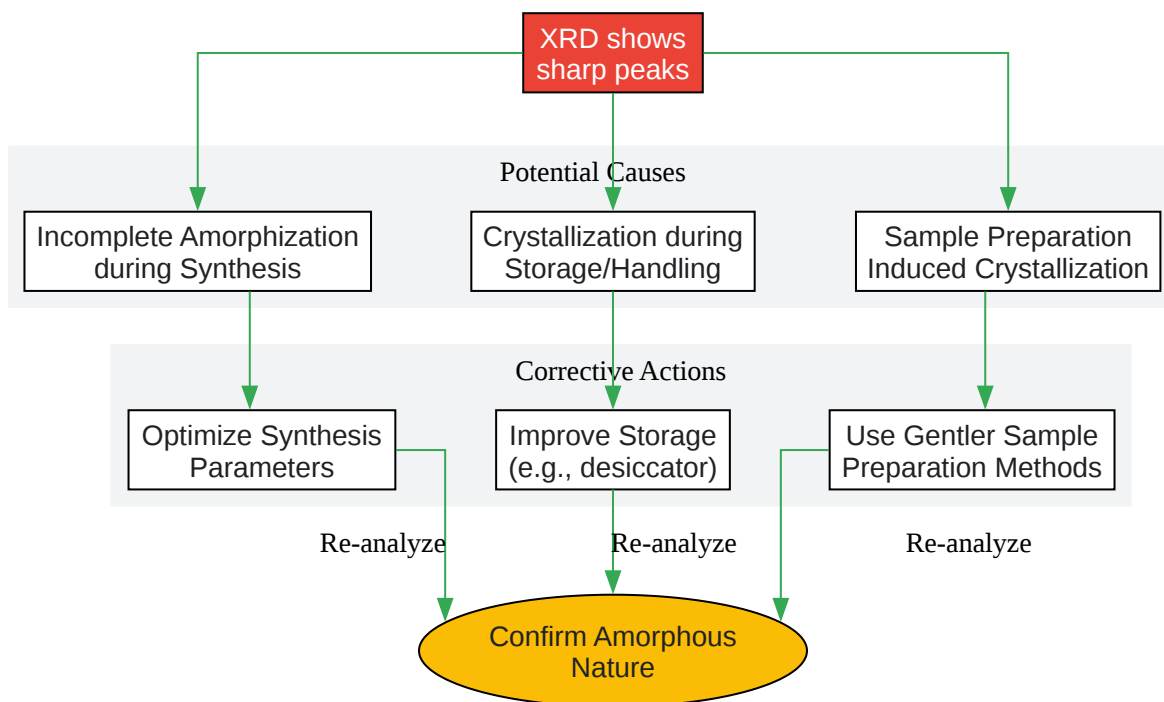 XRD shows
sharp peaks
Potential Causes
Incomplete Amorphization
during Synthesis
Crystallization during
Storage/Handling
Sample Preparation
Induced Crystallization
Corrective Actions
Optimize Synthesis
Parameters
Improve Storage
(e.g., desiccator)
Use Gentler Sample
Preparation Methods
Re-analyze
Re-analyze
Re-analyze
Confirm Amorphous
Nature